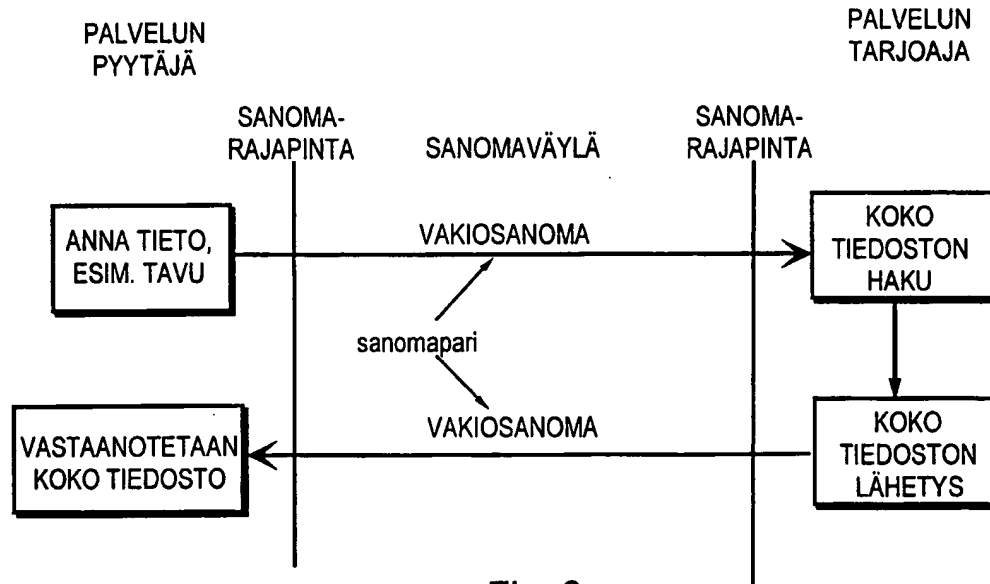 PALVELUN
PYYTÄJÄ
PALVELUN
TARJOAJA
SANOMA-
RAJAPINTA
SANOMAVÄYLÄ
SANOMA-
RAJAPINTA
ANNA TIETO,
ESIM. TAVU
VAKIOSANOMA
KOKO
TIEDOSTON
HAKU
sanomapari
VASTAANOTETAAN
KOKO TIEDOSTO
VAKIOSANOMA
KOKO
TIEDOSTON
LÄHETYS